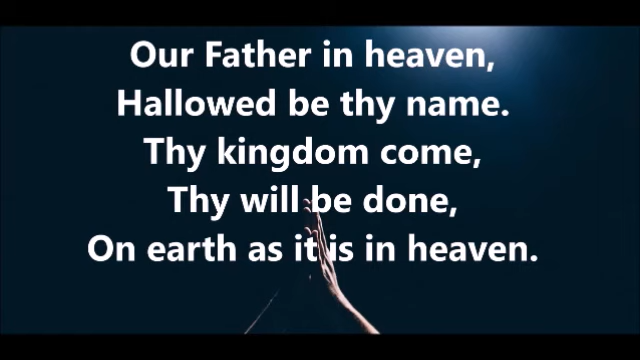 Our Father in heaven,
Hallowed be thy name.
Thy kingdom come,
Thy will be done,
On earth as it is in heaven.